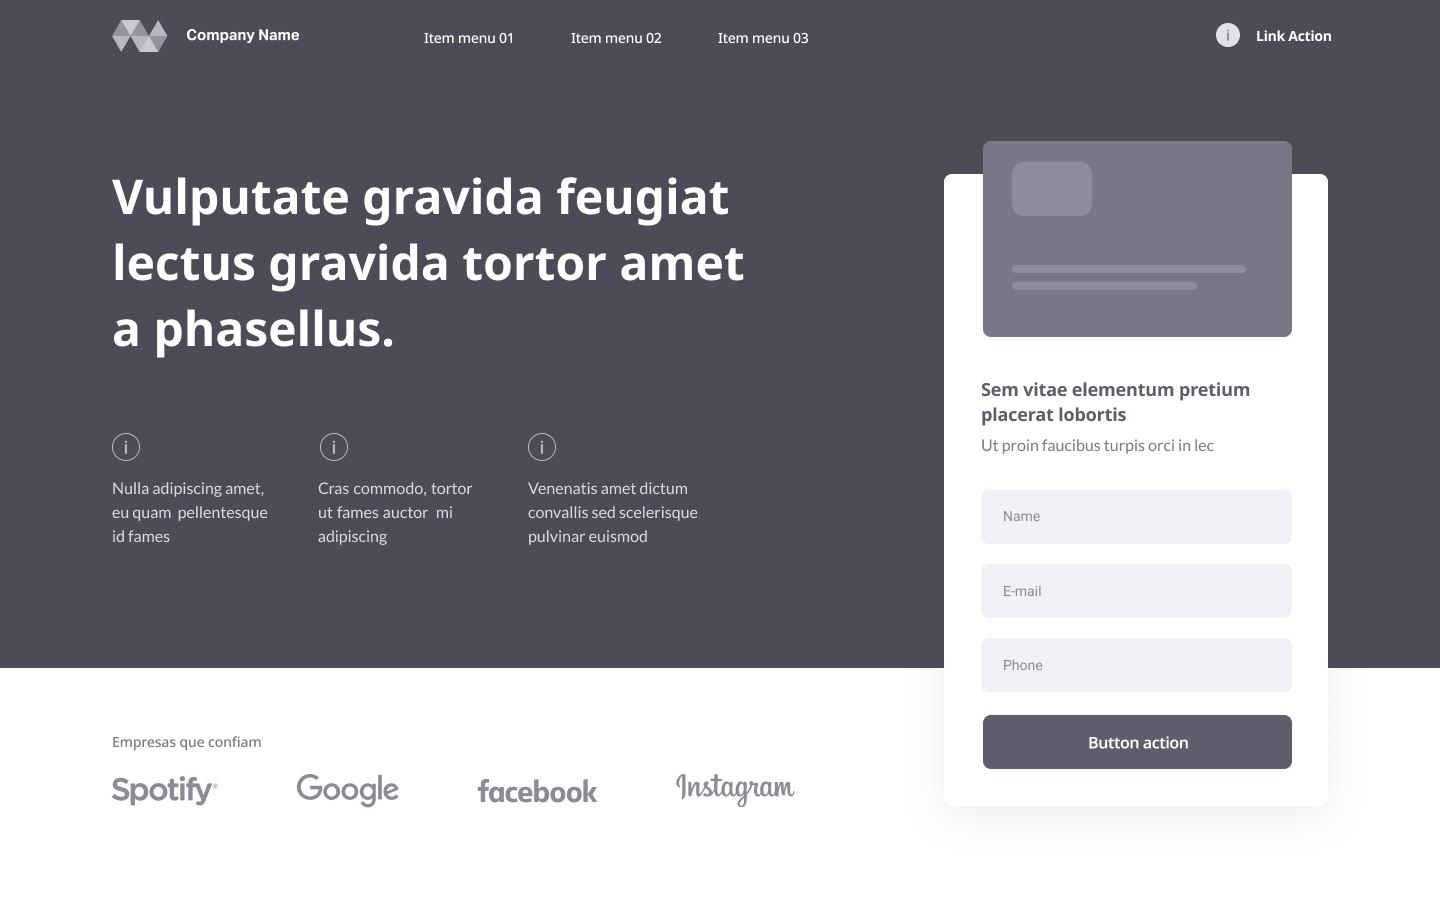 Company Name
Item menu 01
Item menu 02
Item menu 03
i
Link Action
Vulputate gravida feugiat
lectus gravida tortor amet
a phasellus.
i
Nulla adipiscing amet,
eu quam pellentesque
id fames
i
Cras commodo, tortor
ut fames auctor mi
adipiscing
i
Venenatis amet dictum
convallis sed scelerisque
pulvinar euismod
Sem vitae elementum pretium
placerat lobortis
Ut proin faucibus turpis orci in lec
Name
E-mail
Phone
Button action
Empresas que confiam
Spotify®
Google
facebook
Instagram